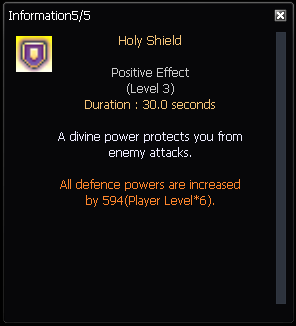 Information5/5
Holy Shield
Positive Effect
(Level 3)
Duration : 30.0 seconds
A divine power protects you from
enemy attacks.
All defence powers are increased
by 594(Player Level*6).